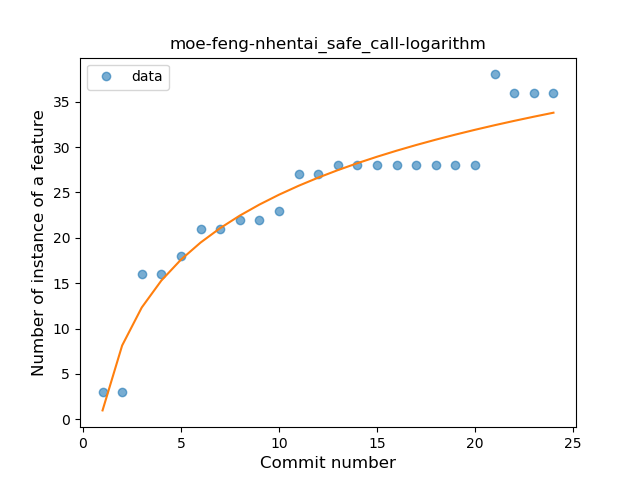 moe-feng-nhentai_safe_call-logarithm
data
Number of instance of a feature
35
30
25
20
15
10
5
0
0 5 10 15 20 25
Commit number